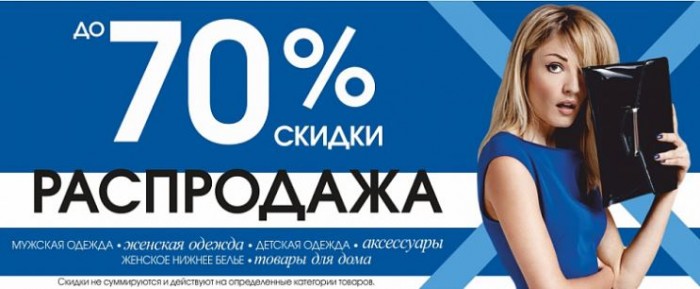 ДО 70%
СКИДКИ
РАСПРОДАЖА
МУЖСКАЯ ОДЕЖДА • женская одежда • ДЕТСКАЯ ОДЕЖДА • аксессуары
ЖЕНСКОЕ НИЖНЕЕ БЕЛЬЕ • товары для дома
Скидки не суммируются и действуют на определенные категории товаров.